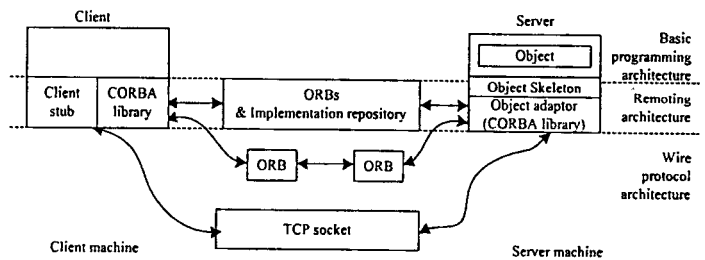 Client
Server
Object
Basic
programming
architecture
Client
stub
CORBA
library
ORBs
& Implementation repository
Object Skeleton
Object adaptor
(CORBA library)
Remoting
architecture
ORB
ORB
Wire
protocol
architecture
TCP socket
Client machine
Server machine